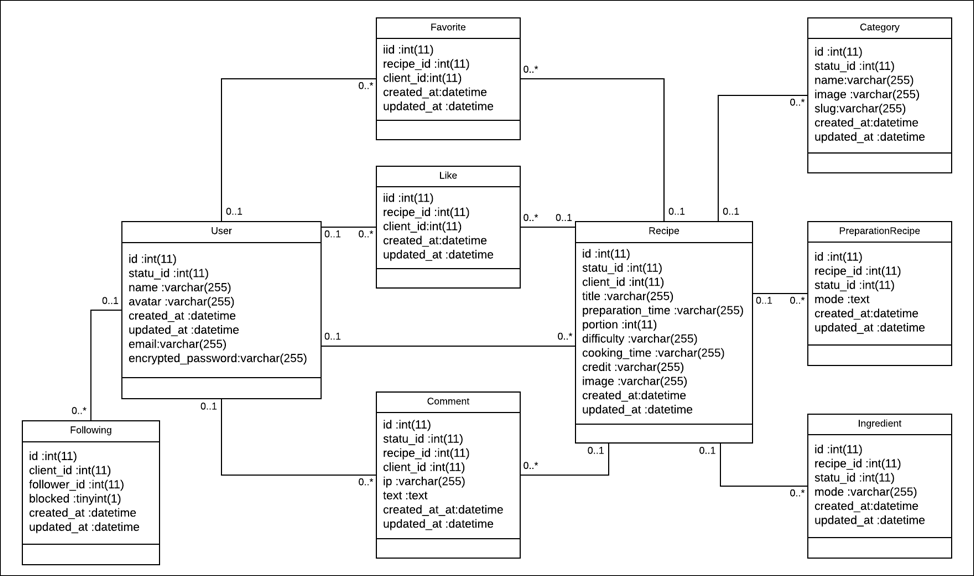 Favorite
iid :int(11)
recipe_id :int(11)
client_id:int(11)
created_at:datetime
updated_at :datetime
0..*
0..*
0..1
0..1
Category
id :int(11)
statu_id :int(11)
name:varchar(255)
image :varchar(255)
slug:varchar(255)
created_at:datetime
updated_at :datetime
0..*
0..1
Like
iid :int(11)
recipe_id :int(11)
client_id:int(11)
created_at:datetime
updated_at :datetime
0..1
0..*
0..*
0..1
User
id :int(11)
statu_id :int(11)
name :varchar(255)
avatar :varchar(255)
created_at :datetime
updated_at :datetime
email:varchar(255)
encrypted_password:varchar(255)
0..1
0..1
0..*
0..1
Recipe
id :int(11)
statu_id :int(11)
client_id :int(11)
title :varchar(255)
preparation_time :varchar(255)
portion :int(11)
difficulty :varchar(255)
cooking_time :varchar(255)
credit :varchar(255)
image :varchar(255)
created_at:datetime
updated_at :datetime
0..1
0..1
0..1
0..*
PreparationRecipe
id :int(11)
recipe_id :int(11)
statu_id :int(11)
mode :text
created_at:datetime
updated_at :datetime
0..*
Following
id :int(11)
client_id :int(11)
follower_id :int(11)
blocked :tinyint(1)
created_at :datetime
updated_at :datetime
Comment
id :int(11)
statu_id :int(11)
recipe_id :int(11)
client_id :int(11)
ip :varchar(255)
text :text
created_at_at:datetime
updated_at :datetime
0..*
0..*
Ingredient
id :int(11)
recipe_id :int(11)
statu_id :int(11)
mode :varchar(255)
created_at:datetime
updated_at :datetime
0..*